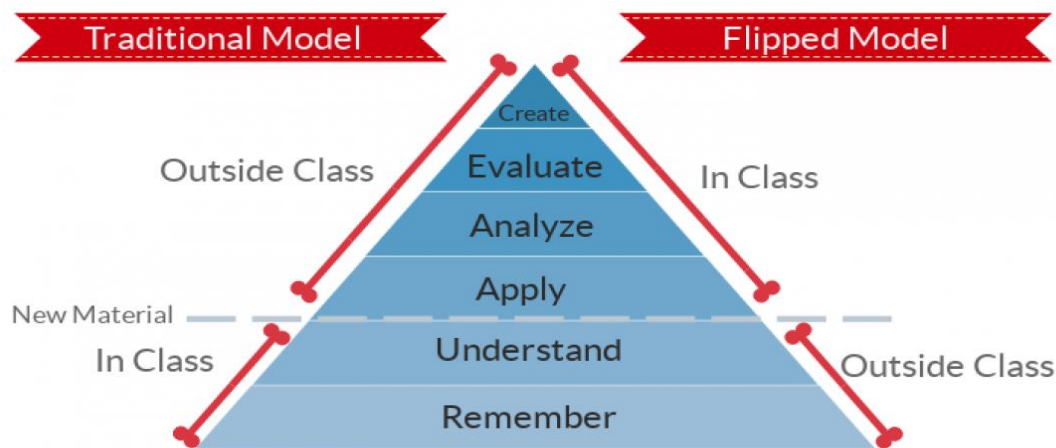 Traditional Model
Flipped Model
Create
Outside Class
Evaluate
In Class
Analyze
Apply
New Material
In Class
Understand
Outside Class
Remember